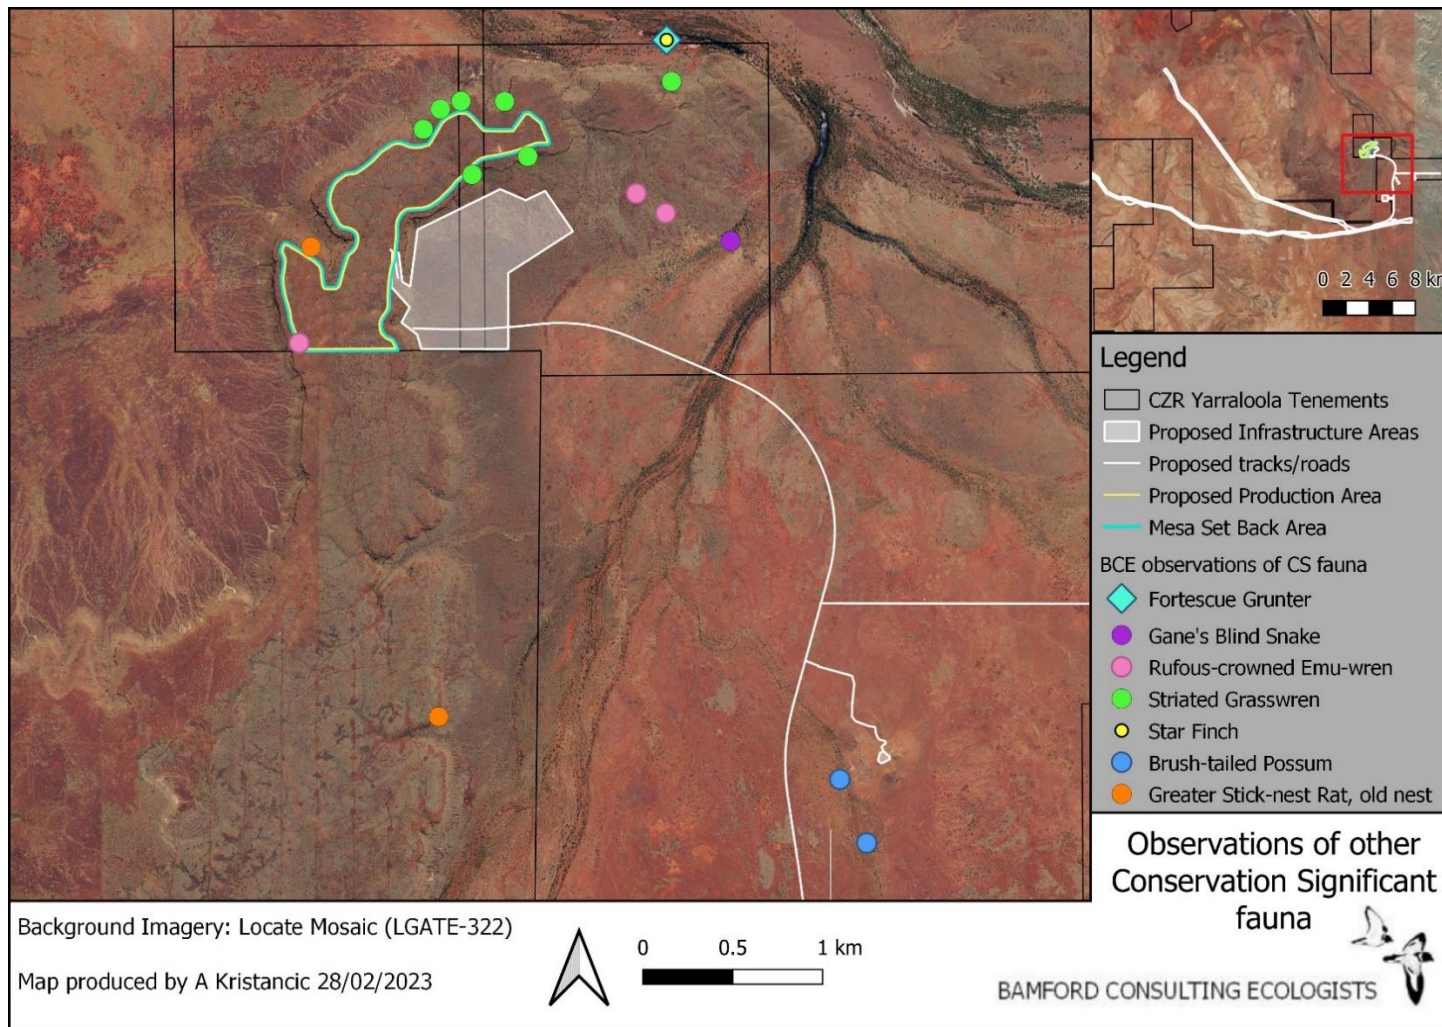 0 2 4 6 8 km
Legend
CZR Yarraloola Tenements
Proposed Infrastructure Areas
Proposed tracks/roads
Proposed Production Area
Mesa Set Back Area
BCE observations of CS fauna
Fortescue Grunter
Gane's Blind Snake
Rufous-crowned Emu-wren
Striated Grasswren
Star Finch
Brush-tailed Possum
Greater Stick-nest Rat, old nest
Observations of other
Conservation Significant
fauna
Background Imagery: Locate Mosaic (LGATE-322)
Map produced by A Kristancic 28/02/2023
0 0.5 1 km
BAMFORD CONSULTING ECOLOGISTS